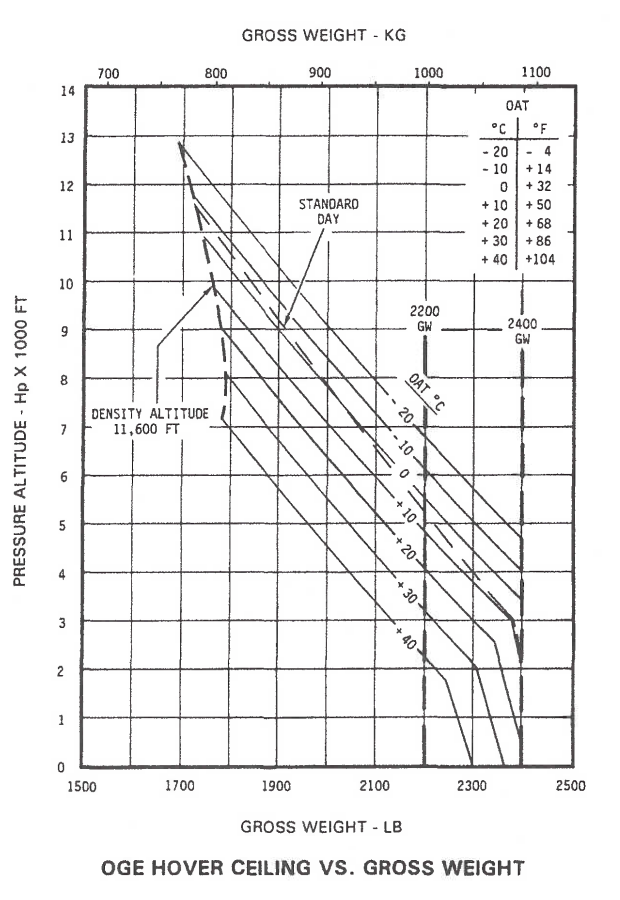 GROSS WEIGHT - KG
700 800 900 1000 1100
14
13
12
11
10
9
8
7
6
5
4
3
2
1
0
PRESSURE ALTITUDE - Hp X 1000 FT
OAT
°C °F
- 20 - 4
- 10 + 14
0 + 32
+ 10 + 50
+ 20 + 68
+ 30 + 86
+ 40 +104
STANDARD
DAY
2200
GW
2400
GW
DENSITY ALTITUDE
11,600 FT
OAT °C
- 20
- 10
0
+ 10
+ 20
+ 30
+ 40
1500 1700 1900 2100 2200 2300 2400 2500
GROSS WEIGHT - LB
OGE HOVER CEILING VS. GROSS WEIGHT